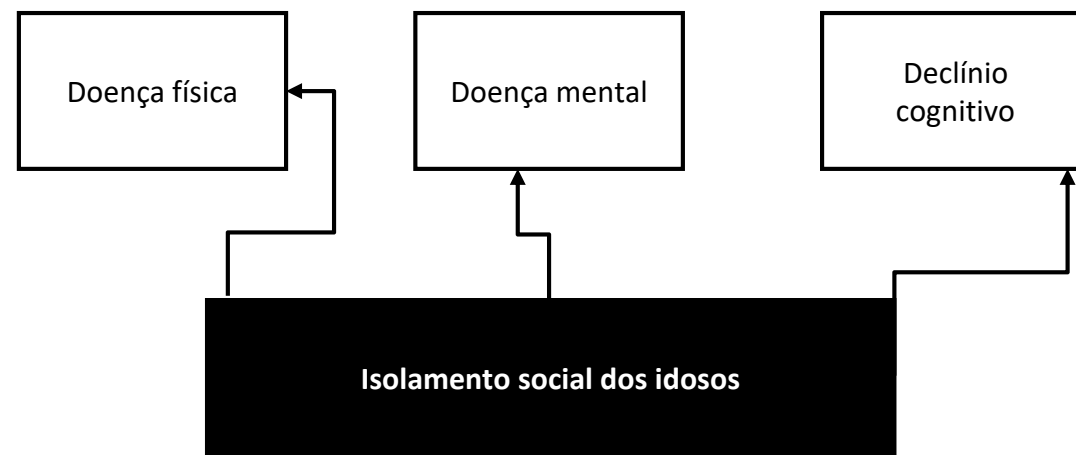 Doença física
Doença mental
Declínio
cognitivo
Isolamento social dos idosos